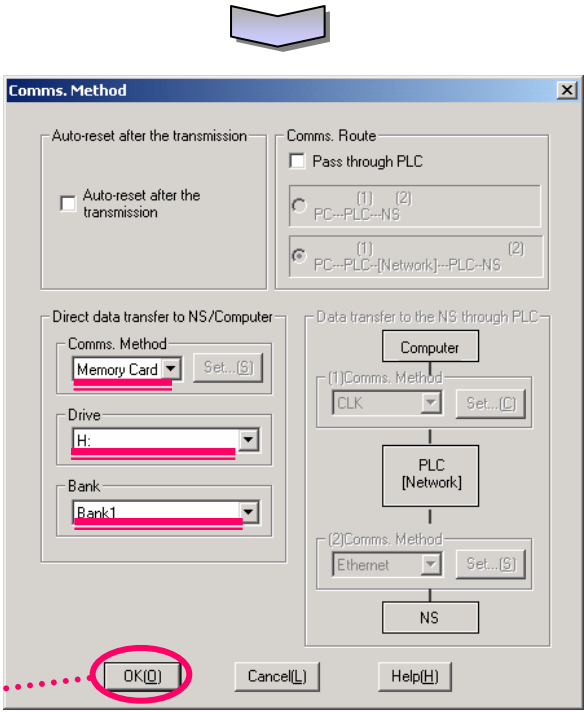 Comms. Method
Auto-reset after the transmission
Auto-reset after the
transmission
Comms. Route
Pass through PLC
(1) (2)
PC---PLC---NS
(1) (2)
PC---PLC--[Network]---PLC--NS
Direct data transfer to NS/Computer
Comms. Method
Memory Card
Set...(S)
Drive
H:
Bank
Bank1
Data transfer to the NS through PLC
Computer
(1)Comms. Method
CLK
Set...(C)
PLC
[Network]
(2)Comms. Method
Ethernet
Set...(S)
NS
OK(O)
Cancel(L)
Help(H)